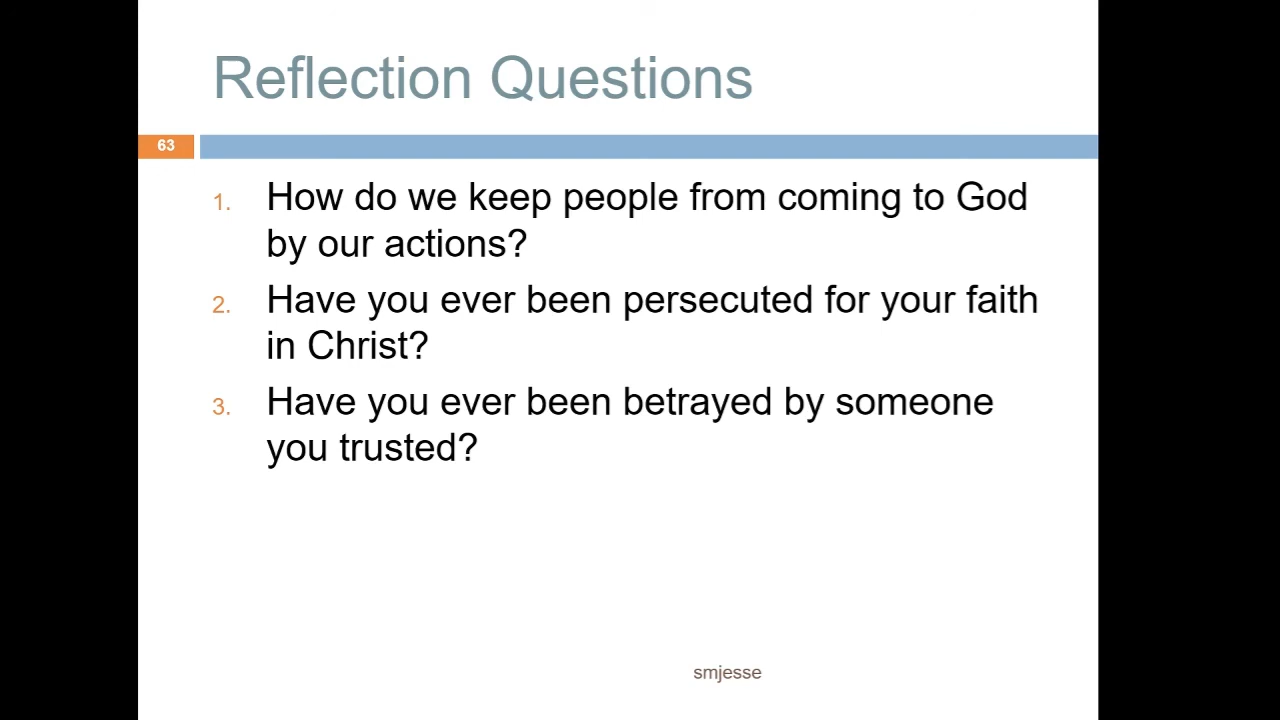 Reflection Questions
63
1. How do we keep people from coming to God
by our actions?
2. Have you ever been persecuted for your faith
in Christ?
3. Have you ever been betrayed by someone
you trusted?
smjesse